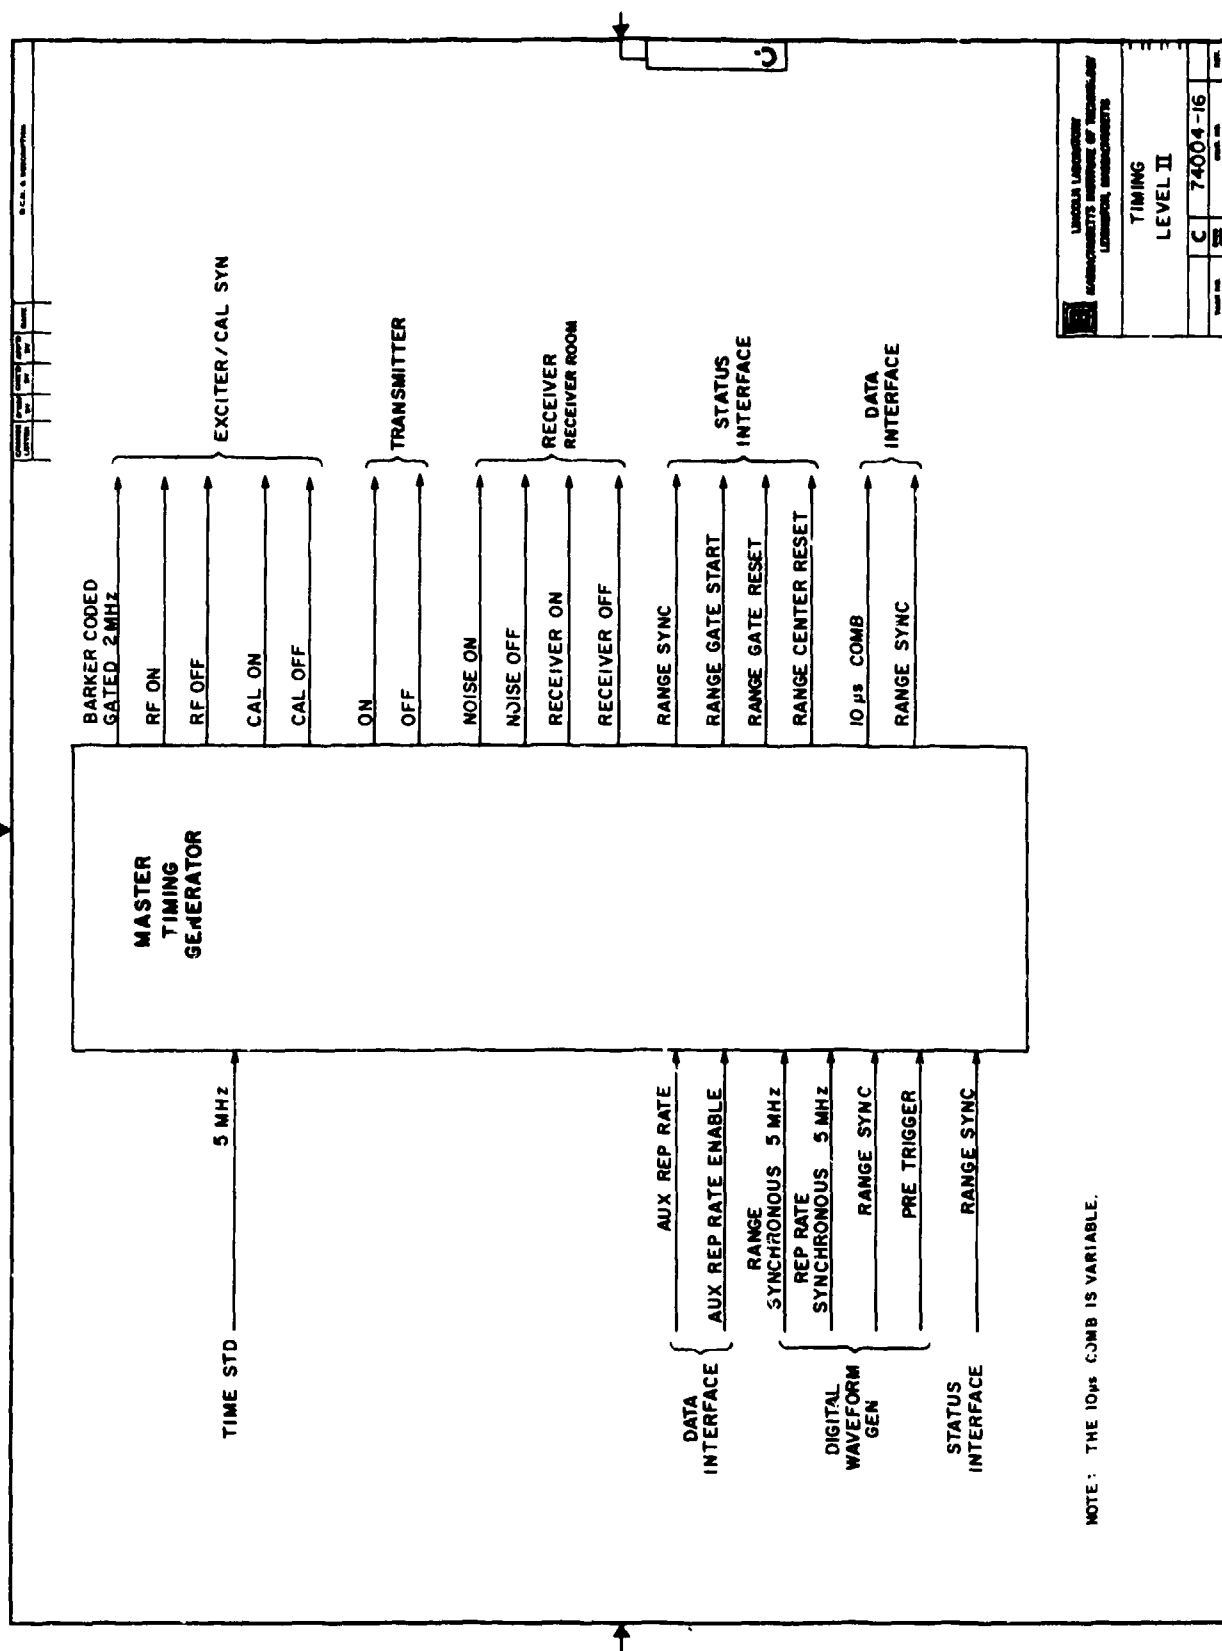 BARKER CODED
GATED 2 MHz
RF ON
RF OFF
CAL ON
CAL OFF
EXCITER/CAL SYN
ON
OFF
TRANSMITTER
NOISE ON
NOISE OFF
RECEIVER ON
RECEIVER OFF
RECEIVER
RECEIVER ROOM
RANGE SYNC
RANGE GATE START
RANGE GATE RESET
RANGE CENTER RESET
STATUS
INTERFACE
10 µs COMB
RANGE SYNC
DATA
INTERFACE
MASTER
TIMING
GENERATOR
TIME STD
5 MHz
DATA
INTERFACE
AUX REP RATE
AUX REP RATE ENABLE
DIGITAL
WAVEFORM
GEN
RANGE
SYNCHRONOUS 5 MHz
REP RATE
SYNCHRONOUS 5 MHz
RANGE SYNC
PRE TRIGGER
STATUS
INTERFACE
RANGE SYNC
NOTE: THE 10µs COMB IS VARIABLE.
LINCOLN LABORATORY
MASSACHUSETTS INSTITUTE OF TECHNOLOGY
LEXINGTON, MASSACHUSETTS
TIMING
LEVEL II
C 74004-16